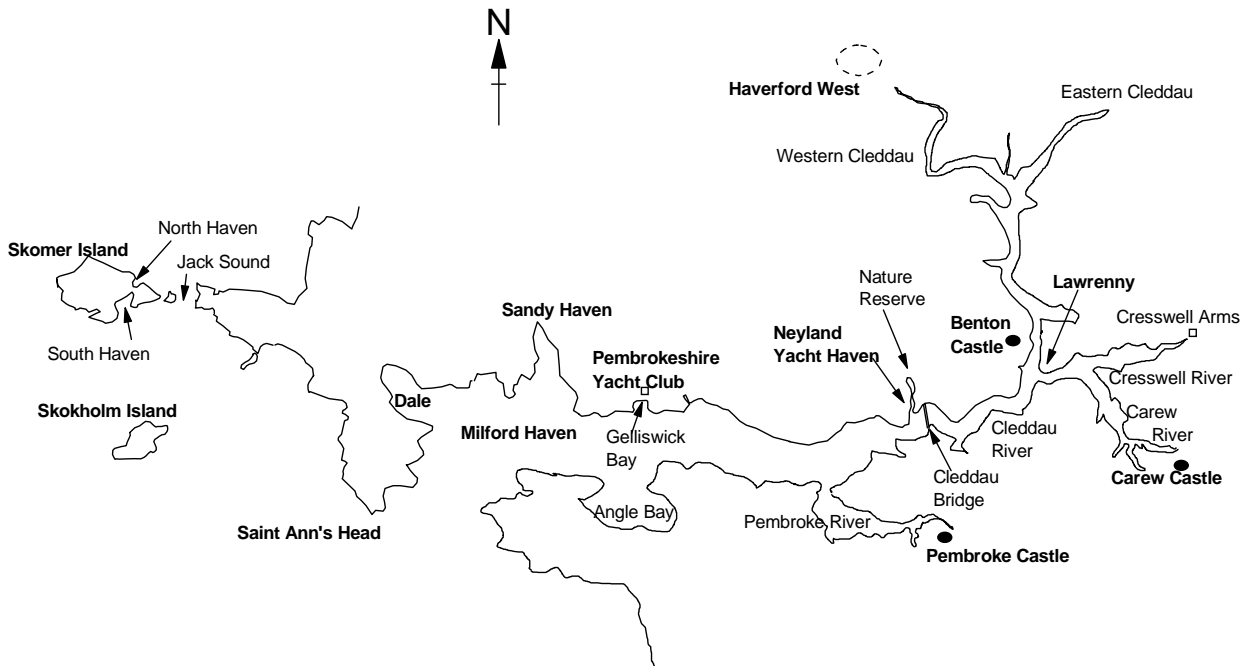 N
Haverford West
Eastern Cleddau
Western Cleddau
North Haven
Skomer Island
Jack Sound
Nature
Reserve
Lawrenny
Sandy Haven
Cresswell Arms
Neyland
Yacht Haven
Benton
Castle
South Haven
Pembrokeshire
Yacht Club
Cresswell River
Skokholm Island
Dale
Milford Haven
Gelliswick
Bay
Cleddau
River
Carew
River
Cleddau
Bridge
Carew Castle
Angle Bay
Pembroke River
Saint Ann's Head
Pembroke Castle